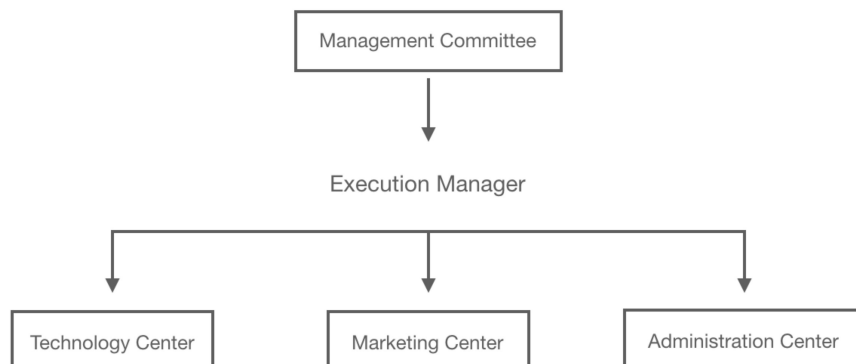 Management Committee
Execution Manager
Technology Center
Marketing Center
Administration Center